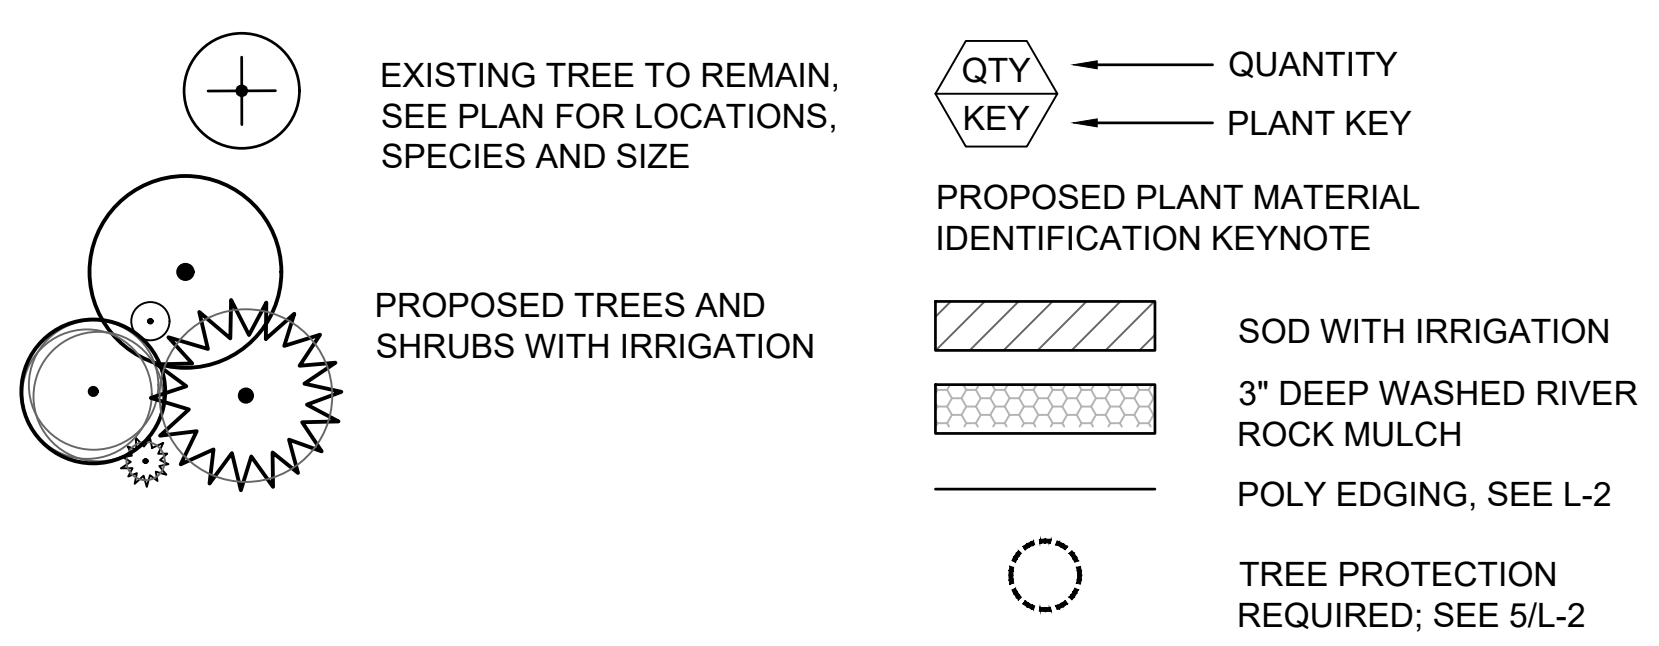 EXISTING TREE TO REMAIN,
SEE PLAN FOR LOCATIONS,
SPECIES AND SIZE
PROPOSED TREES AND
SHRUBS WITH IRRIGATION
QTY
QUANTITY
KEY
PLANT KEY
PROPOSED PLANT MATERIAL
IDENTIFICATION KEYNOTE
SOD WITH IRRIGATION
3" DEEP WASHED RIVER
ROCK MULCH
POLY EDGING, SEE L-2
TREE PROTECTION
REQUIRED; SEE 5/L-2